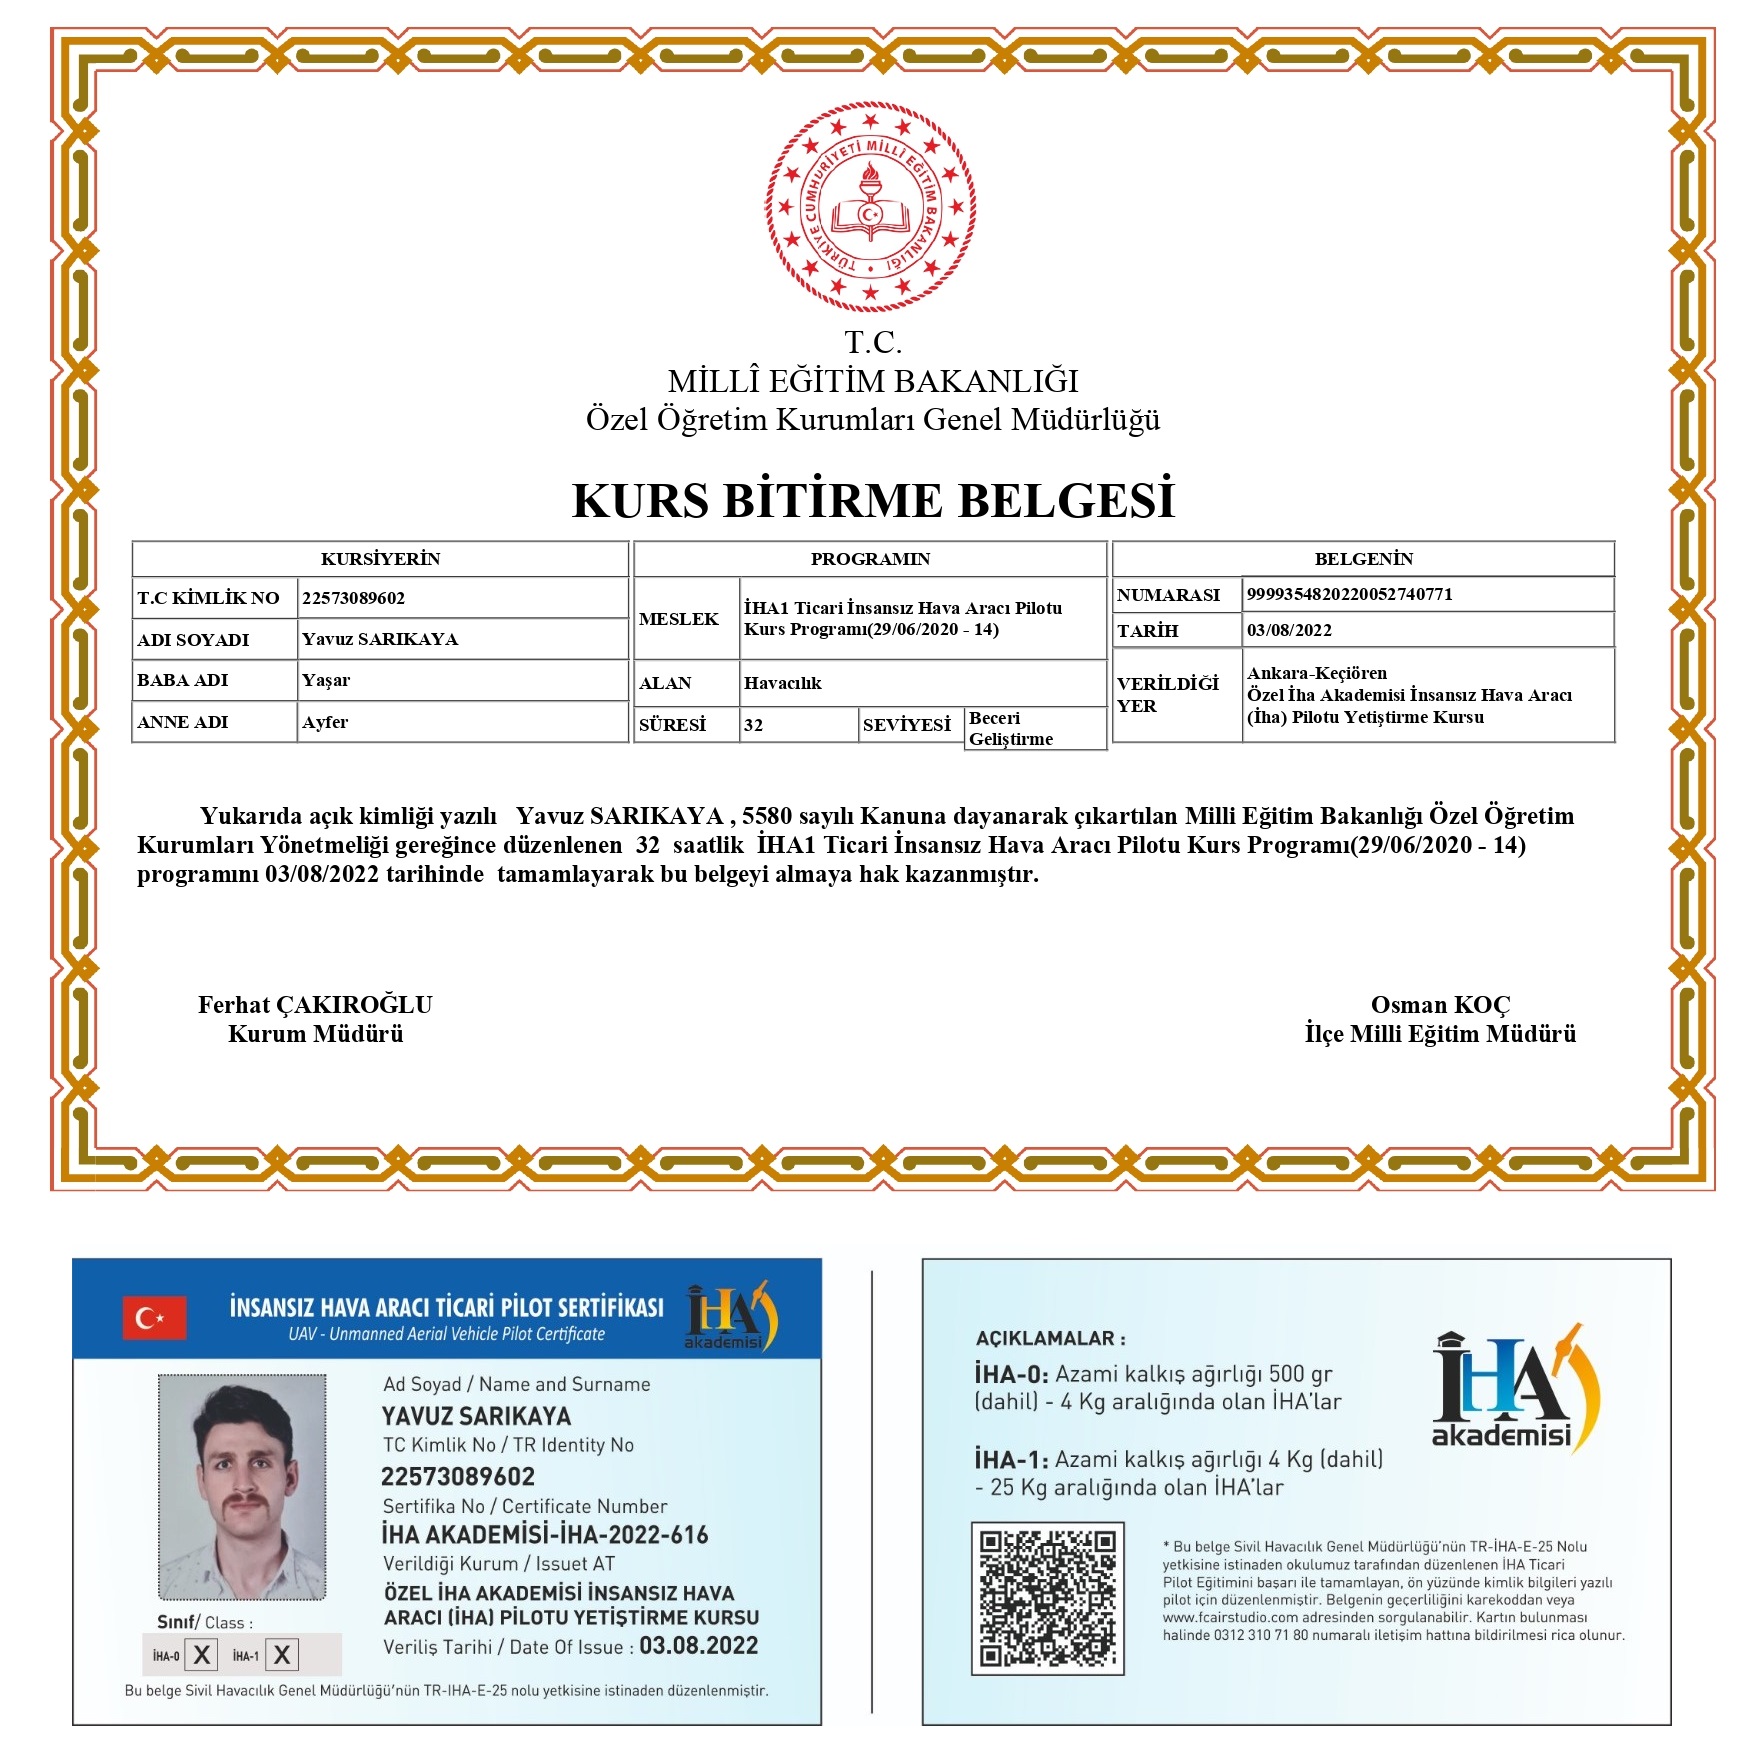 TÜRKİYE CUMHURİYETİ MİLLİ EĞİTİM BAKANLIĞI
T.C.
MİLLÎ EĞİTİM BAKANLIĞI
Özel Öğretim Kurumları Genel Müdürlüğü
KURS BİTİRME BELGESİ
KURSİYERİN
T.C KİMLİK NO 22573089602
ADI SOYADI Yavuz SARIKAYA
BABA ADI Yaşar
ANNE ADI Ayfer
PROGRAMIN
MESLEK İHA1 Ticari İnsansız Hava Aracı Pilotu
Kurs Programı(29/06/2020 - 14)
ALAN Havacılık
SÜRESİ 32 SEVİYESİ Beceri
Geliştirme
BELGENİN
NUMARASI 9999354820220052740771
TARİH 03/08/2022
VERİLDİĞİ
YER
Ankara-Keçiören
Özel İha Akademisi İnsansız Hava Aracı
(İha) Pilotu Yetiştirme Kursu
Yukarıda açık kimliği yazılı Yavuz SARIKAYA , 5580 sayılı Kanuna dayanarak çıkartılan Milli Eğitim Bakanlığı Özel Öğretim
Kurumları Yönetmeliği gereğince düzenlenen 32 saatlik İHA1 Ticari İnsansız Hava Aracı Pilotu Kurs Programı(29/06/2020 - 14)
programını 03/08/2022 tarihinde tamamlayarak bu belgeyi almaya hak kazanmıştır.
Ferhat ÇAKIROĞLU
Kurum Müdürü
Osman KOÇ
İlçe Milli Eğitim Müdürü
İNSANSIZ HAVA ARACI TİCARİ PİLOT SERTİFİKASI
UAV - Unmanned Aerial Vehicle Pilot Certificate
İHA
akademisi
Ad Soyad / Name and Surname
YAVUZ SARIKAYA
TC Kimlik No / TR Identity No
22573089602
Sertifika No / Certificate Number
İHA AKADEMİSİ-İHA-2022-616
Verildiği Kurum / Issuet AT
ÖZEL İHA AKADEMİSİ İNSANSIZ HAVA
ARACI (İHA) PİLOTU YETİŞTİRME KURSU
Veriliş Tarihi / Date Of Issue : 03.08.2022
Sınıf/ Class :
İHA-0 X İHA-1 X
Bu belge Sivil Havacılık Genel Müdürlüğü'nün TR-IHA-E-25 nolu yetkisine istinaden düzenlenmiştir.
AÇIKLAMALAR :
İHA-0: Azami kalkış ağırlığı 500 gr
(dahil) - 4 Kg aralığında olan İHA'lar
İHA-1: Azami kalkış ağırlığı 4 Kg (dahil)
- 25 Kg aralığında olan İHA'lar
İHA
akademisi
* Bu belge Sivil Havacılık Genel Müdürlüğü'nün TR-İHA-E-25 Nolu
yetkisine istinaden okulumuz tarafından düzenlenen İHA Ticari
Pilot Eğitimini başarı ile tamamlayan, ön yüzünde kimlik bilgileri yazılı
pilot için düzenlenmiştir. Belgenin geçerliliğini karekoddan veya
www.fcairstudio.com adresinden sorgulanabilir. Kartın bulunması
halinde 0312 310 71 80 numaralı iletişim hattına bildirilmesi rica olunur.